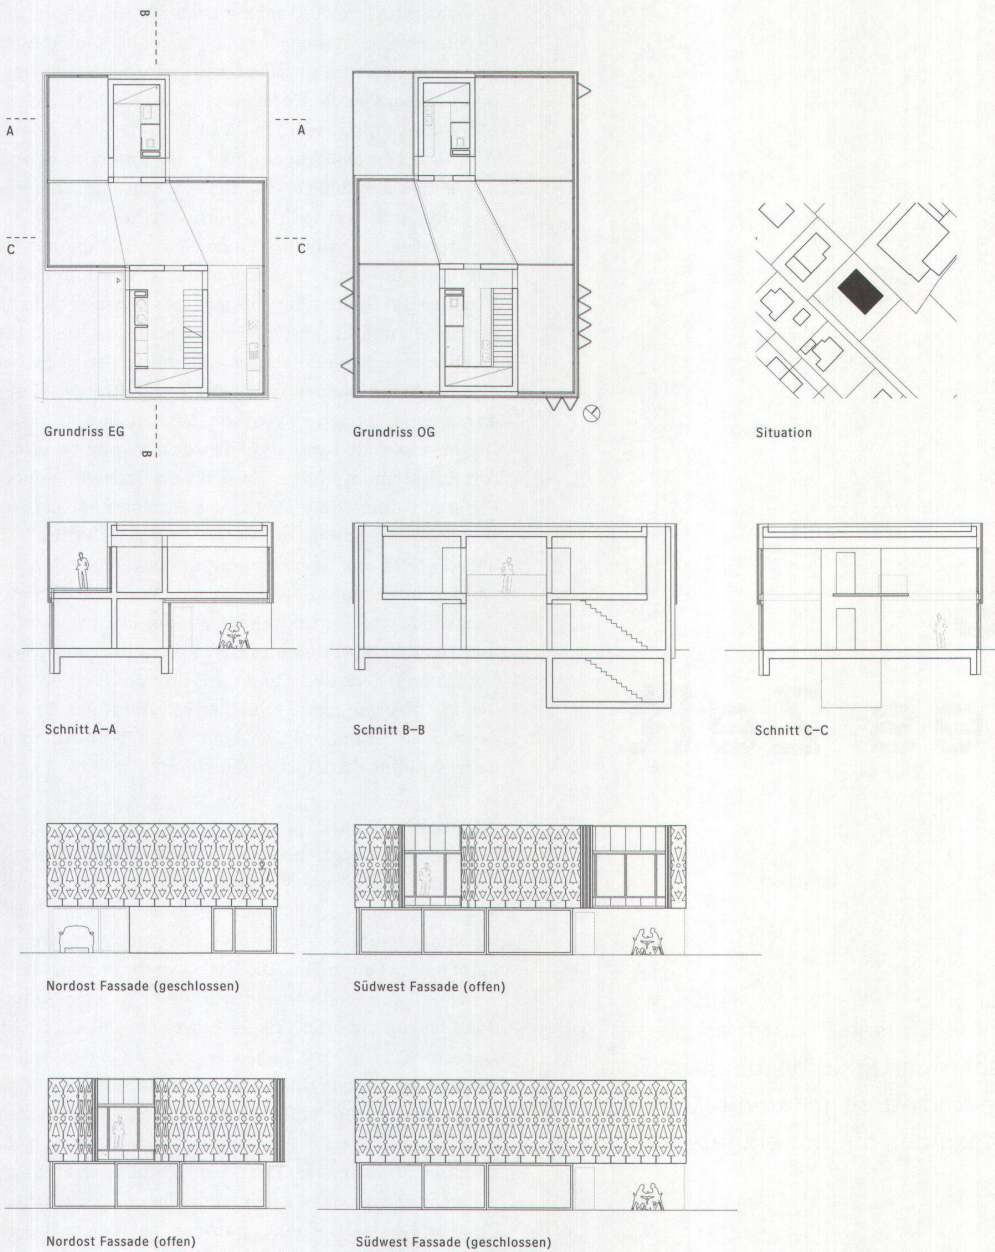 B
A
A
C
C
Grundriss EG
Grundriss OG
Situation
B
Schnitt A–A
Schnitt B–B
Schnitt C–C
Nordost Fassade (geschlossen)
Südwest Fassade (offen)
Nordost Fassade (offen)
Südwest Fassade (geschlossen)